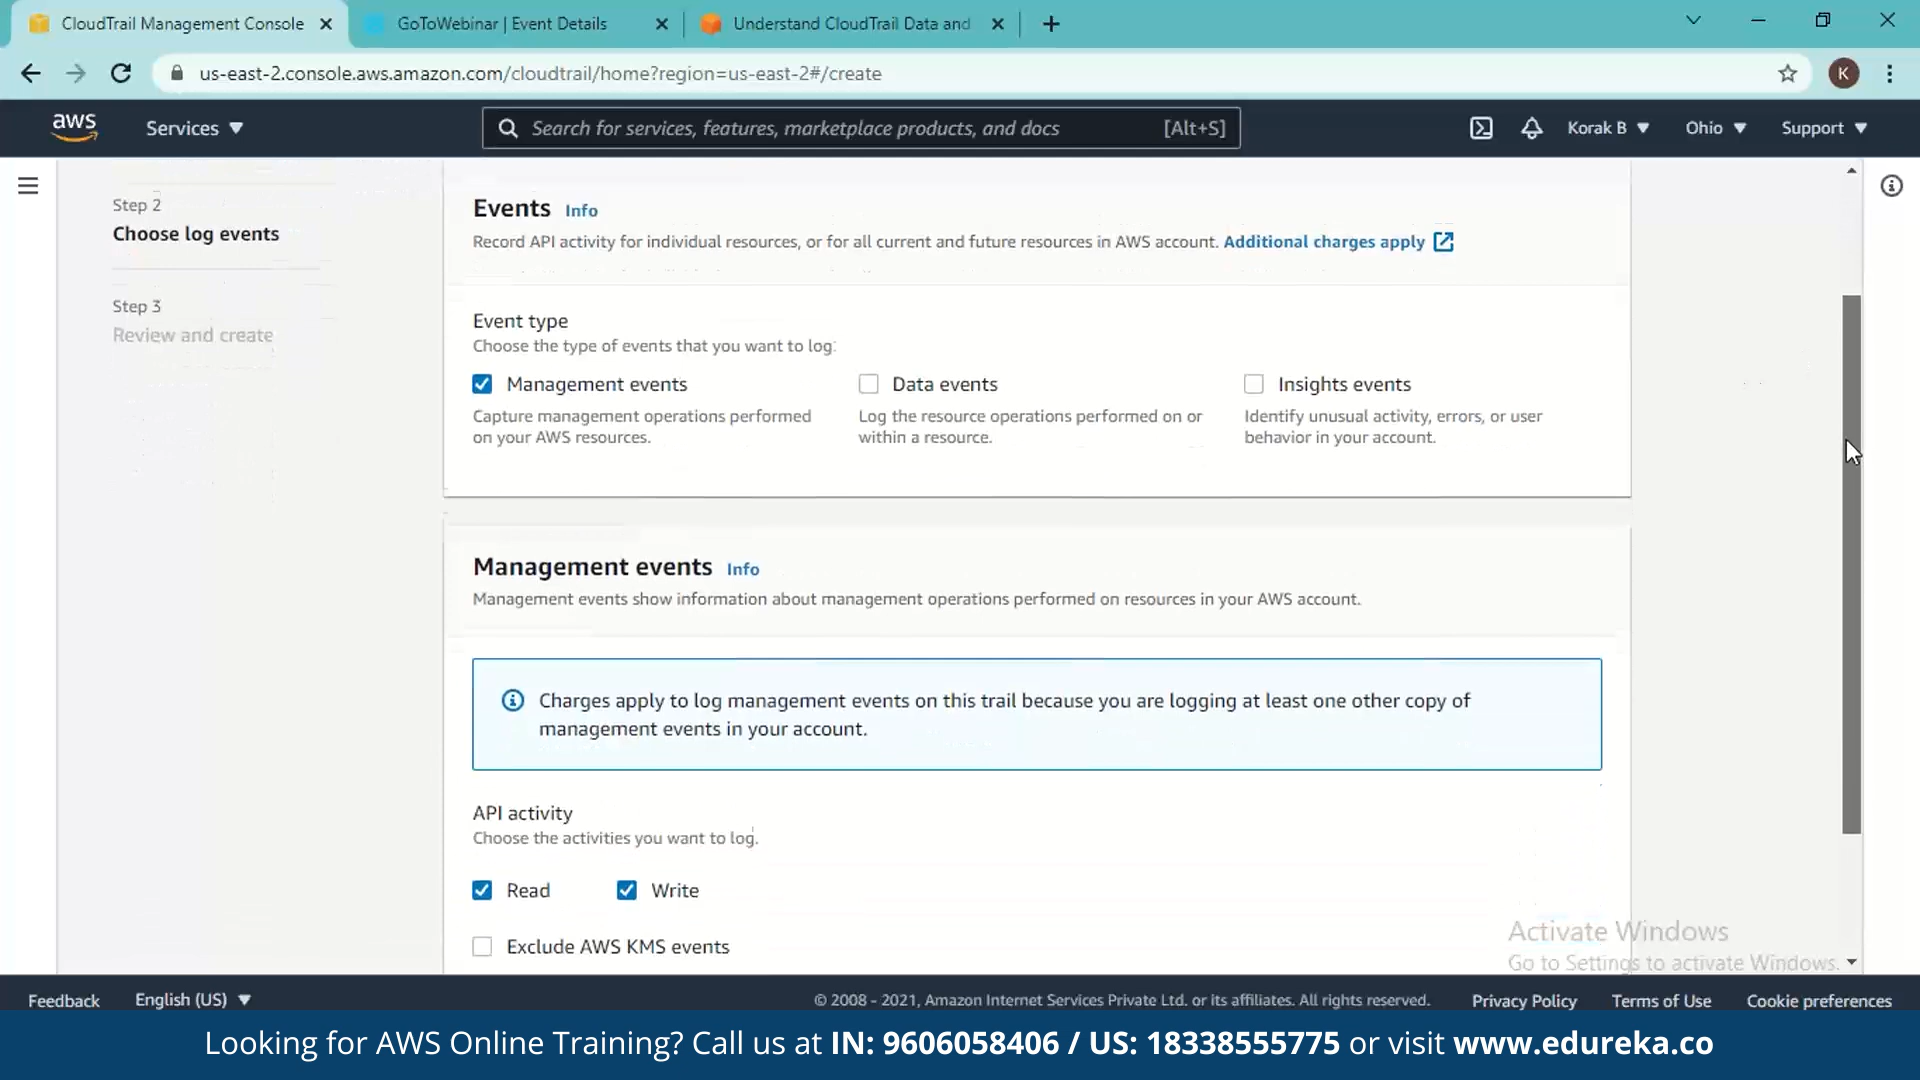 CloudTrail Management Console
GoToWebinar | Event Details
Understand CloudTrail Data and
us-east-2.console.aws.amazon.com/cloudtrail/home?region=us-east-2#/create
K
aws
Services
Search for services, features, marketplace products, and docs
[Alt+S]
Korak B
Ohio
Support
Step 2
Choose log events
Step 3
Review and create
Events Info
Record API activity for individual resources, or for all current and future resources in AWS account. Additional charges apply
Event type
Choose the type of events that you want to log.
Management events
Capture management operations performed
on your AWS resources.
Data events
Log the resource operations performed on or
within a resource.
Insights events
Identify unusual activity, errors, or user
behavior in your account.
Management events Info
Management events show information about management operations performed on resources in your AWS account.
Charges apply to log management events on this trail because you are logging at least one other copy of
management events in your account.
API activity
Choose the activities you want to log.
Read
Write
Exclude AWS KMS events
Activate Windows
Go to Settings to activate Windows.
Feedback
English (US)
© 2008 - 2021, Amazon Internet Services Private Ltd. or its affiliates. All rights reserved.
Privacy Policy
Terms of Use
Cookie preferences
Looking for AWS Online Training? Call us at IN: 9606058406 / US: 18338555775 or visit www.edureka.co